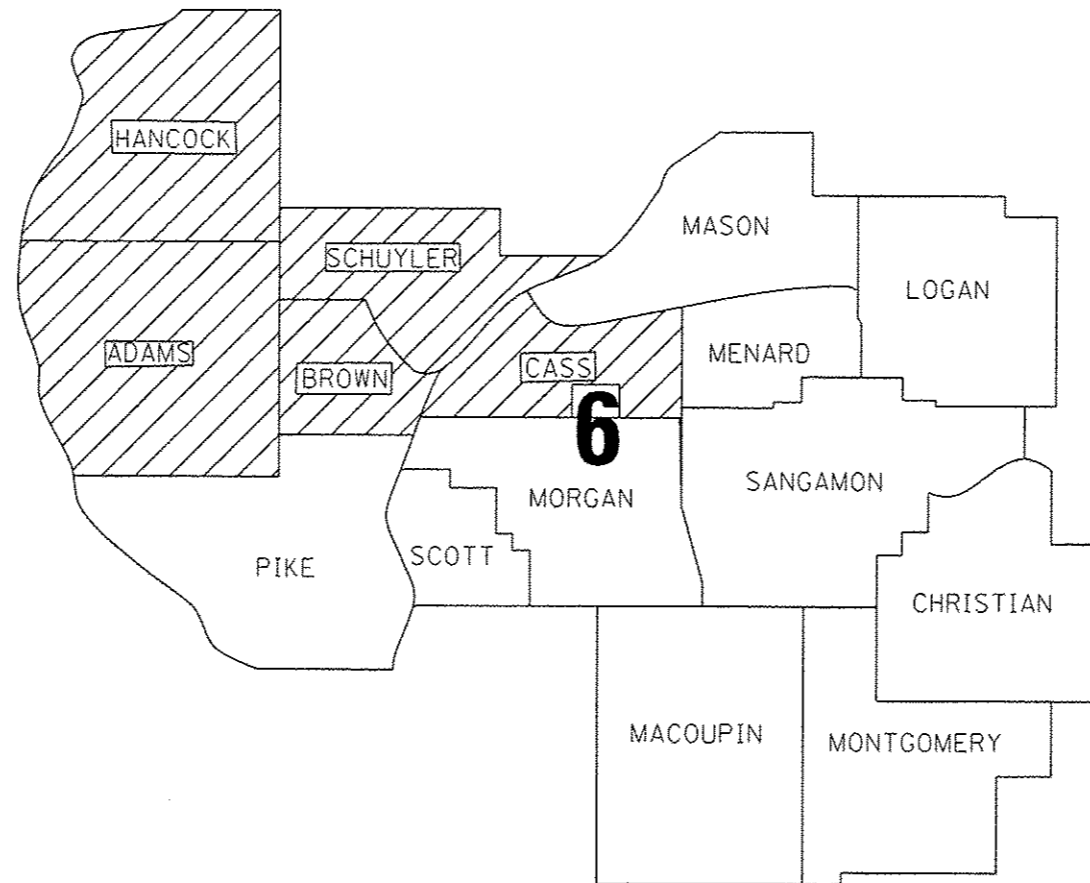 HANCOCK
MASON
SCHUYLER
LOGAN
ADAMS
MENARD
CASS
BROWN
6
SANGAMON
MORGAN
SCOTT
PIKE
CHRISTIAN
MACOUPIN
MONTGOMERY